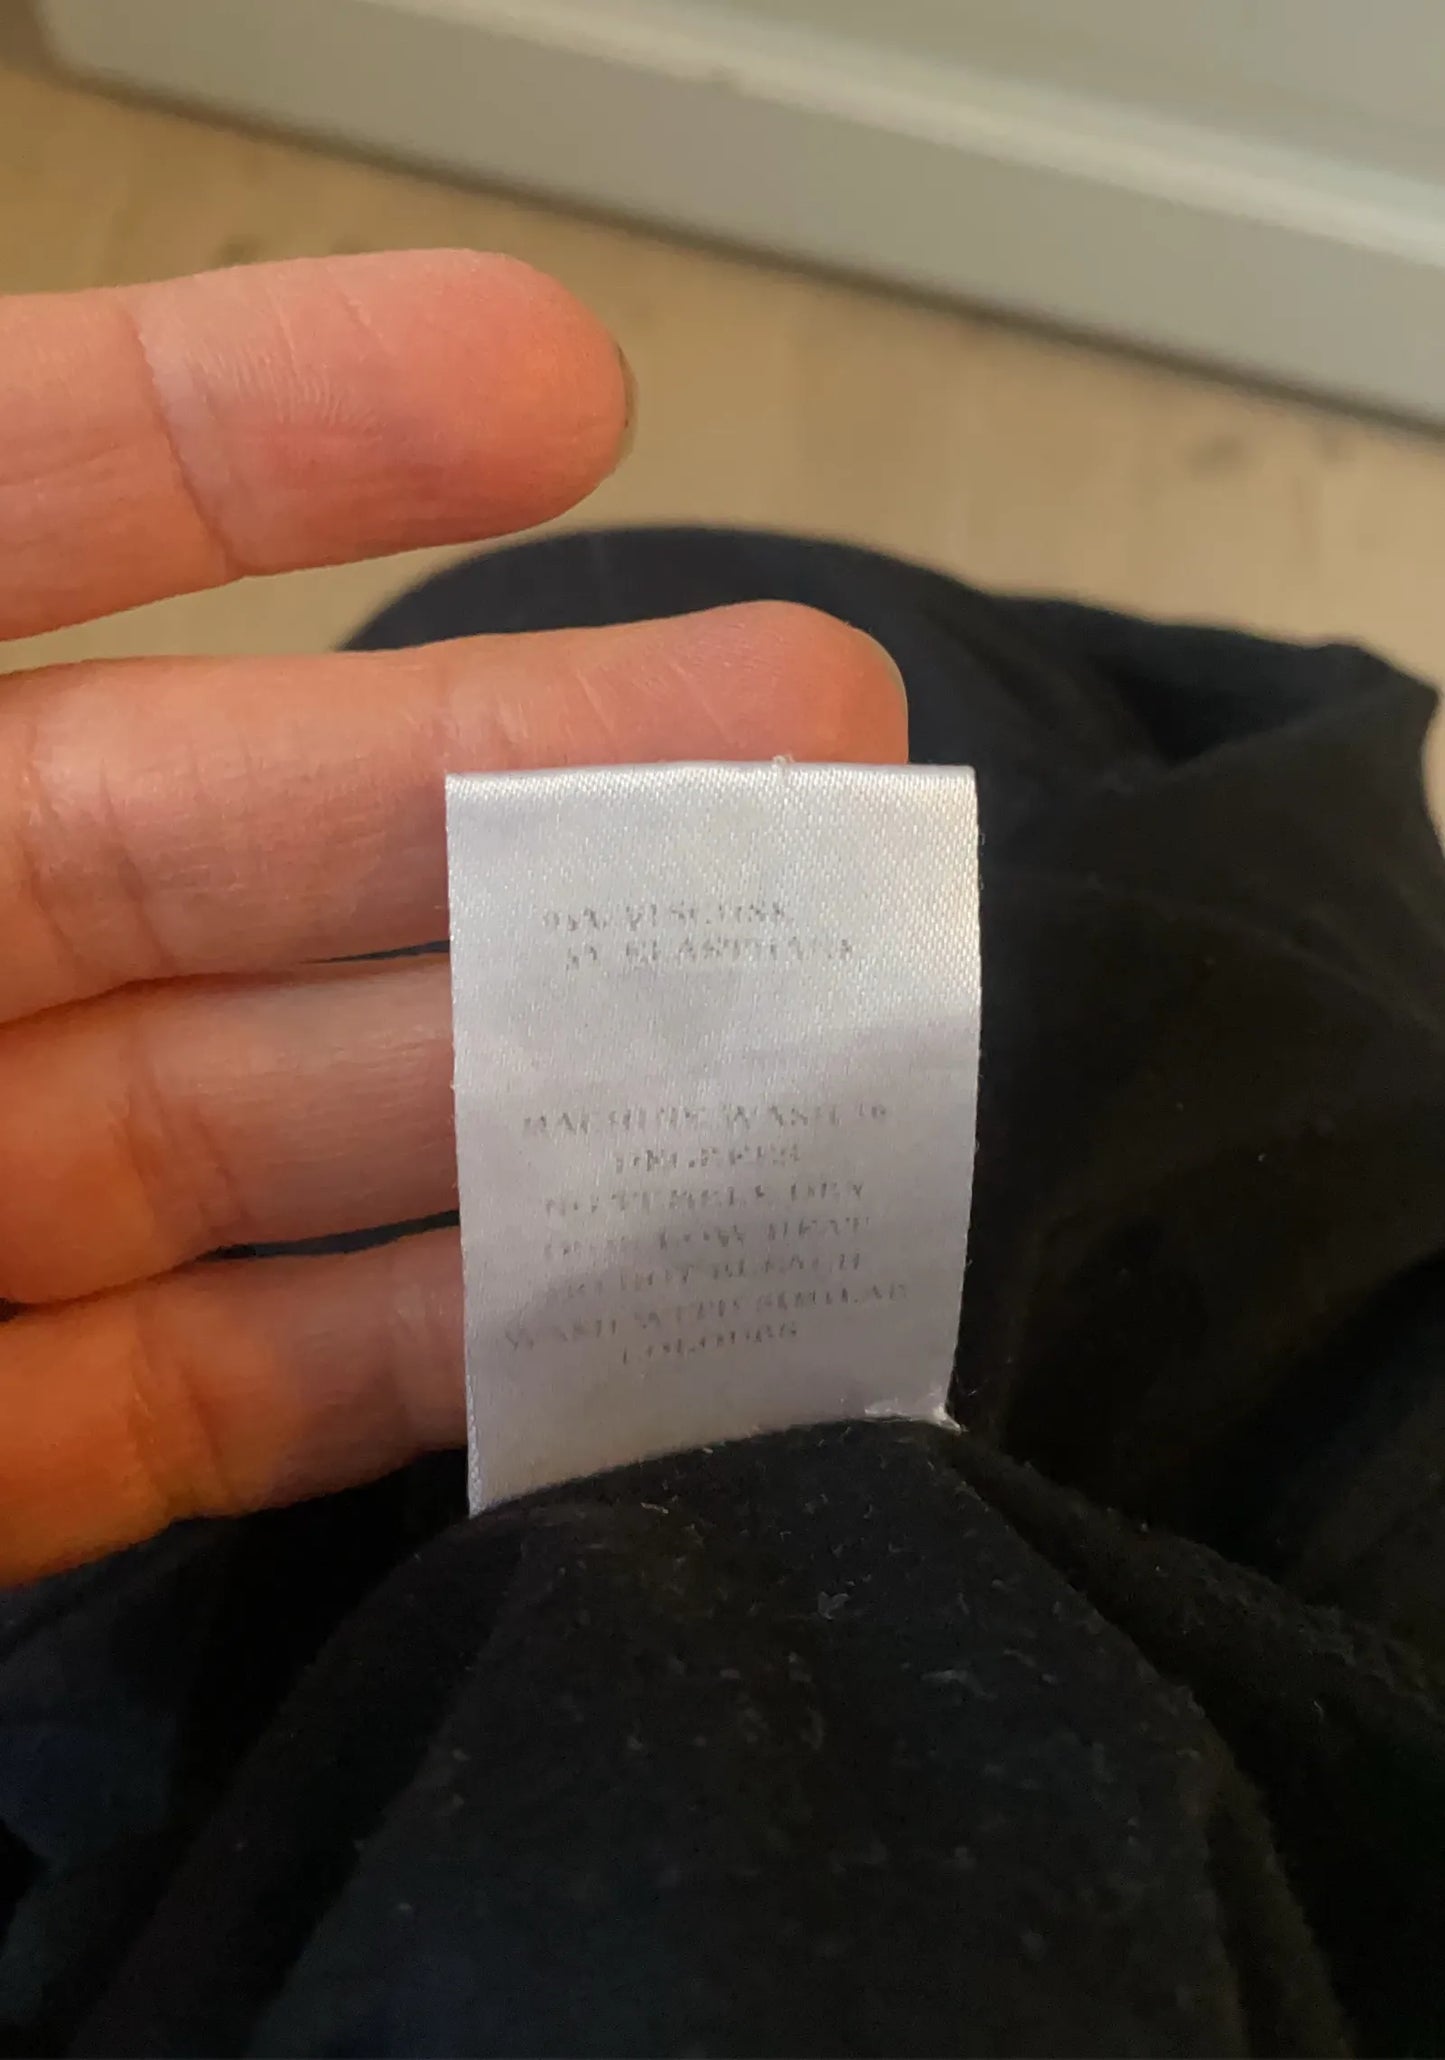 95% VISCOSE
5% ELASTHANE
MACHINE WASH
DEGREES
NO TUMBLE DRY
IRON LOW HEAT
DO NOT BLEACH
WASH WITH SIMILAR
COLOURS